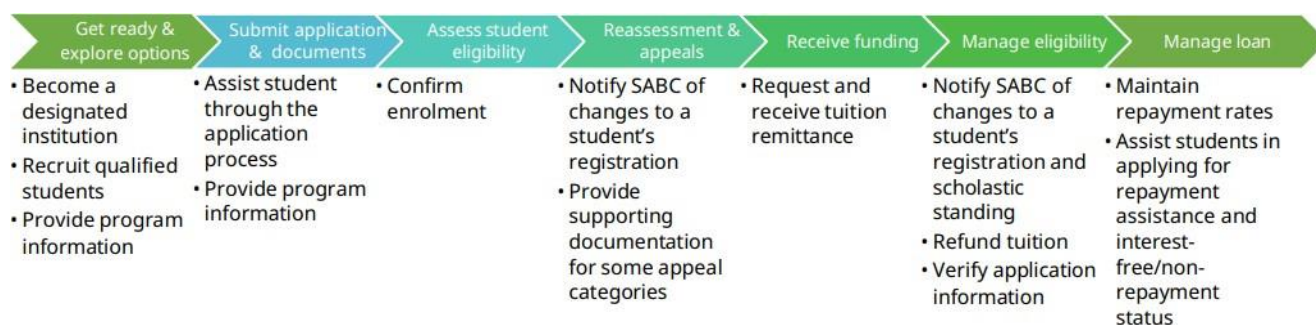 Get ready &
explore options
Submit application
& documents
Assess student
eligibility
Reassessment &
appeals
Receive funding
Manage eligibility
Manage loan
• Become a
designated
institution
• Recruit qualified
students
• Provide program
information
• Assist student
through the
application
process
• Provide program
information
• Confirm
enrolment
• Notify SABC of
changes to a
student's
registration
• Provide
supporting
documentation
for some appeal
categories
• Request and
receive tuition
remittance
• Notify SABC of
changes to a
student's
registration and
scholastic
standing
• Refund tuition
• Verify application
information
• Maintain
repayment rates
• Assist students in
applying for
repayment
assistance and
interest-
free/non-
repayment
status